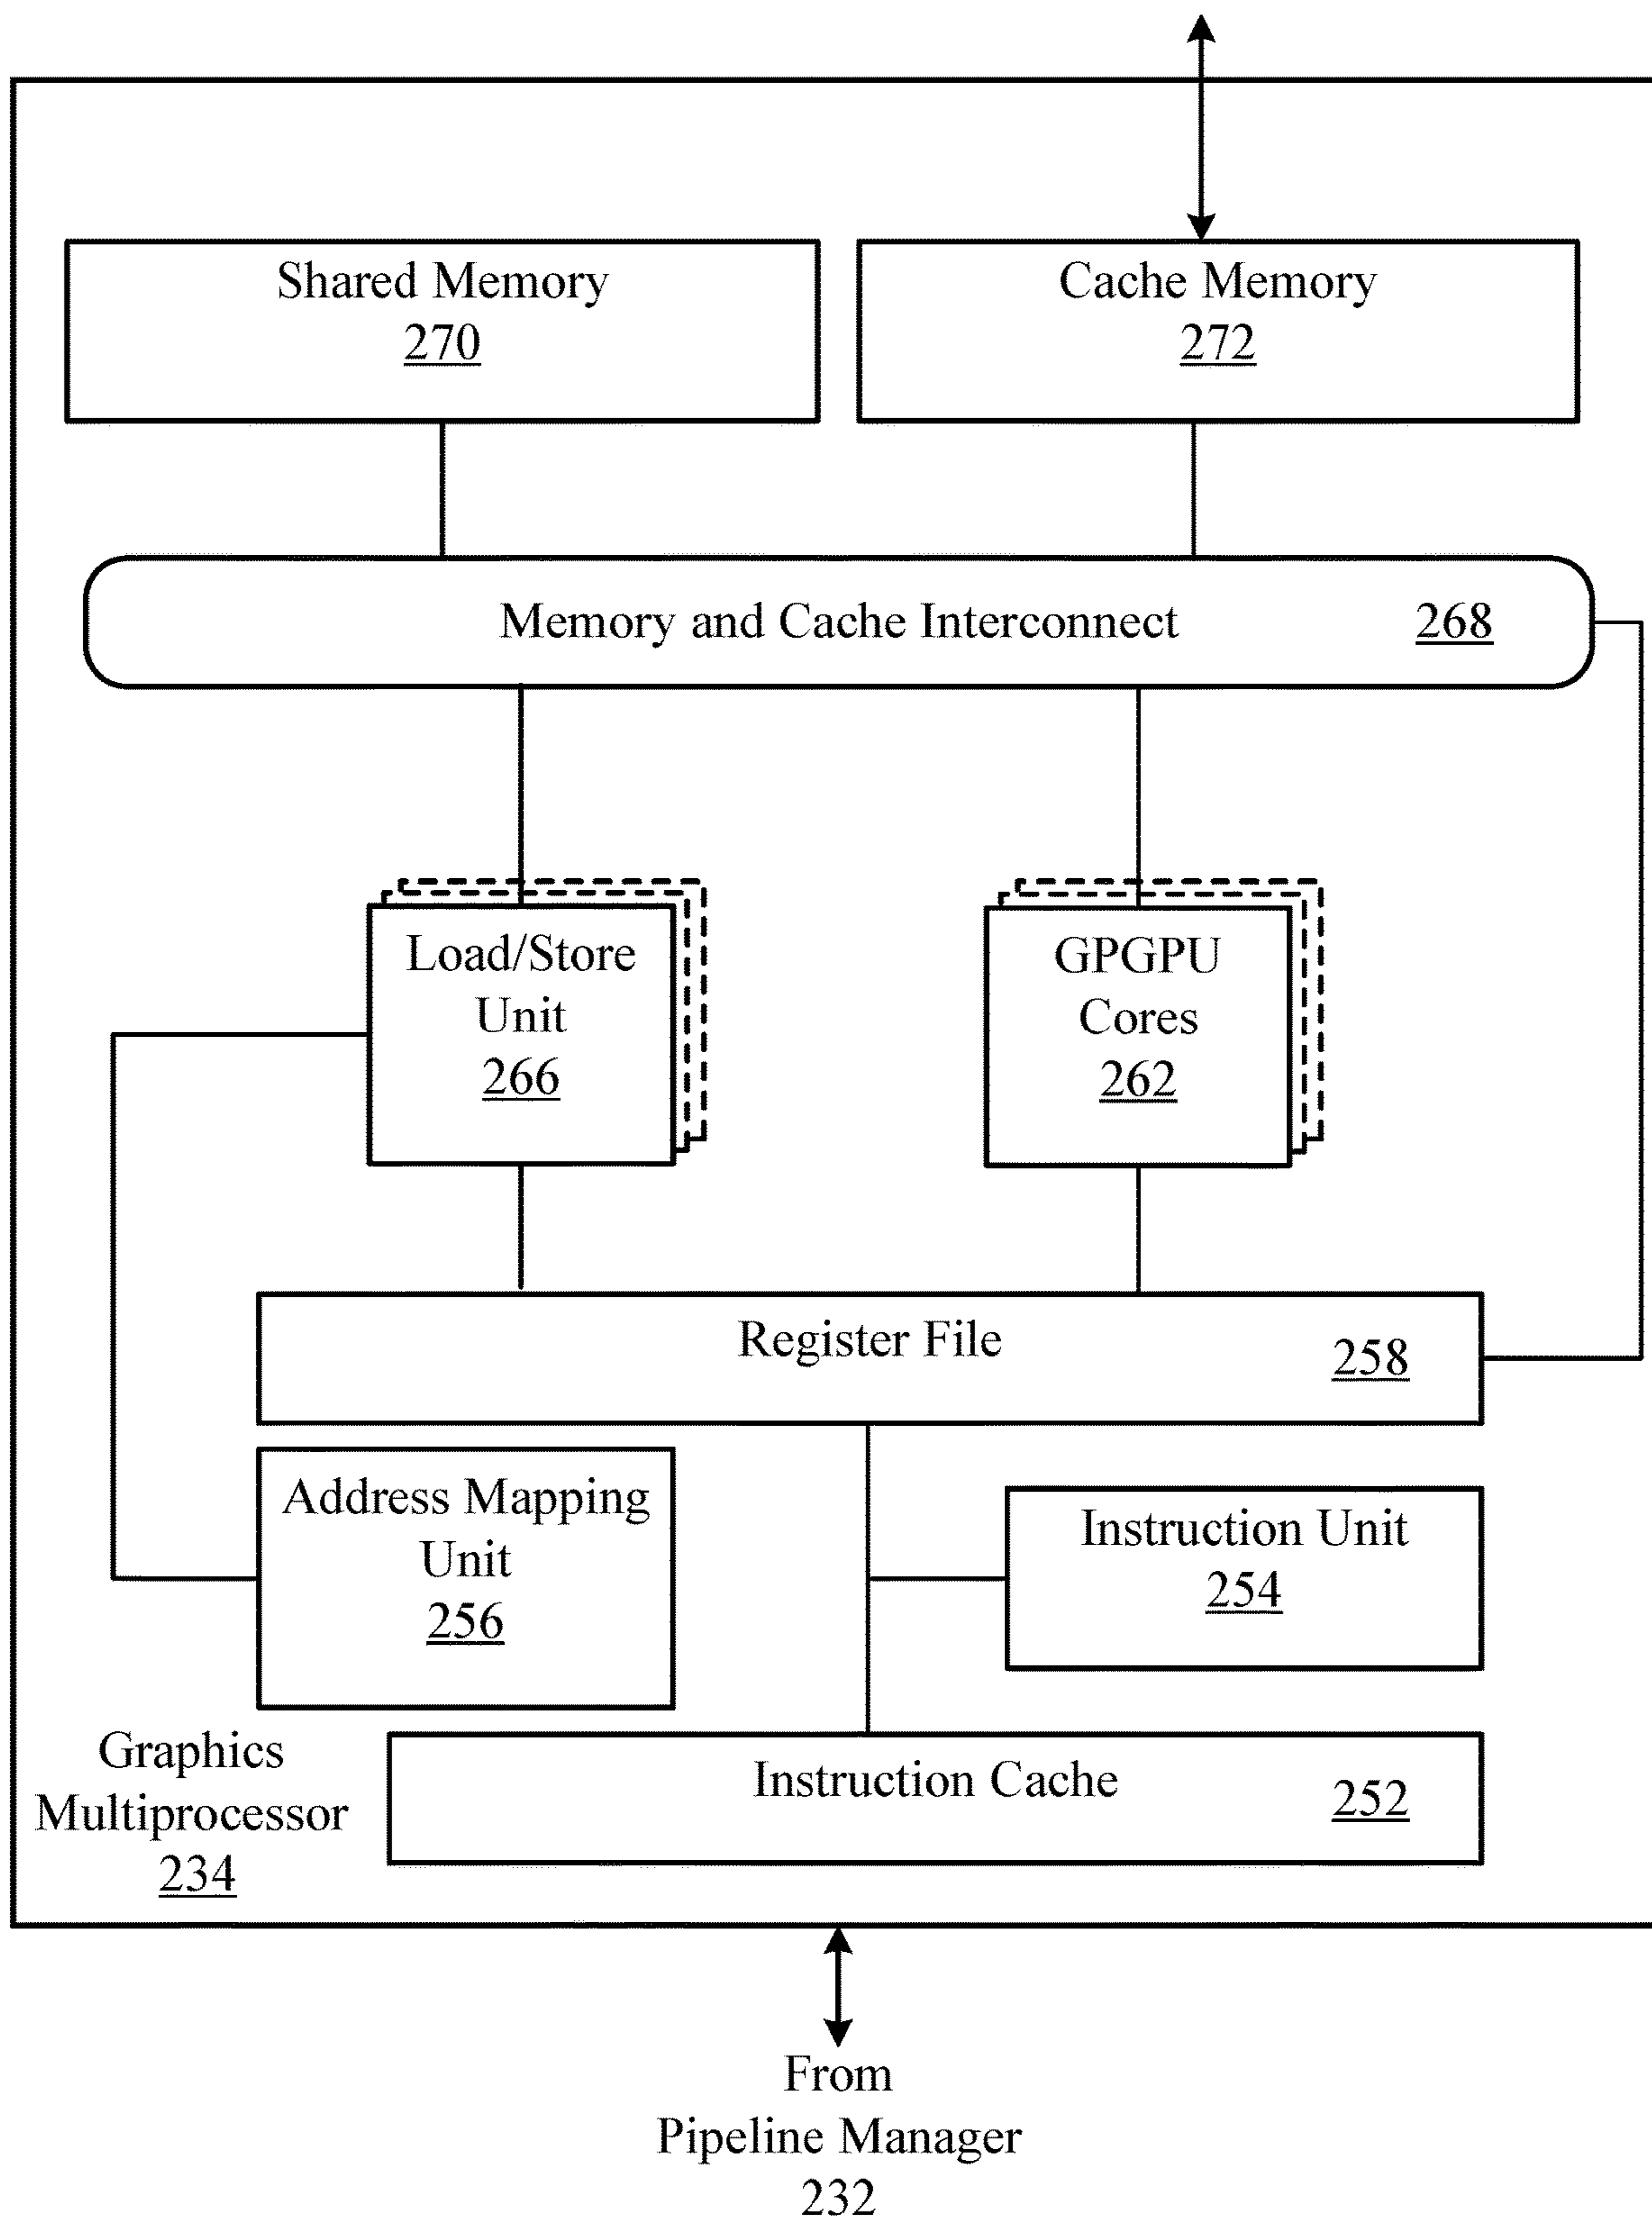 Shared Memory
270
Cache Memory
272
Memory and Cache Interconnect 268
Load/Store
Unit
266
GPGPU
Cores
262
Register File 258
Address Mapping
Unit
256
Instruction Unit
254
Graphics
Multiprocessor
234
Instruction Cache 252
From
Pipeline Manager
232